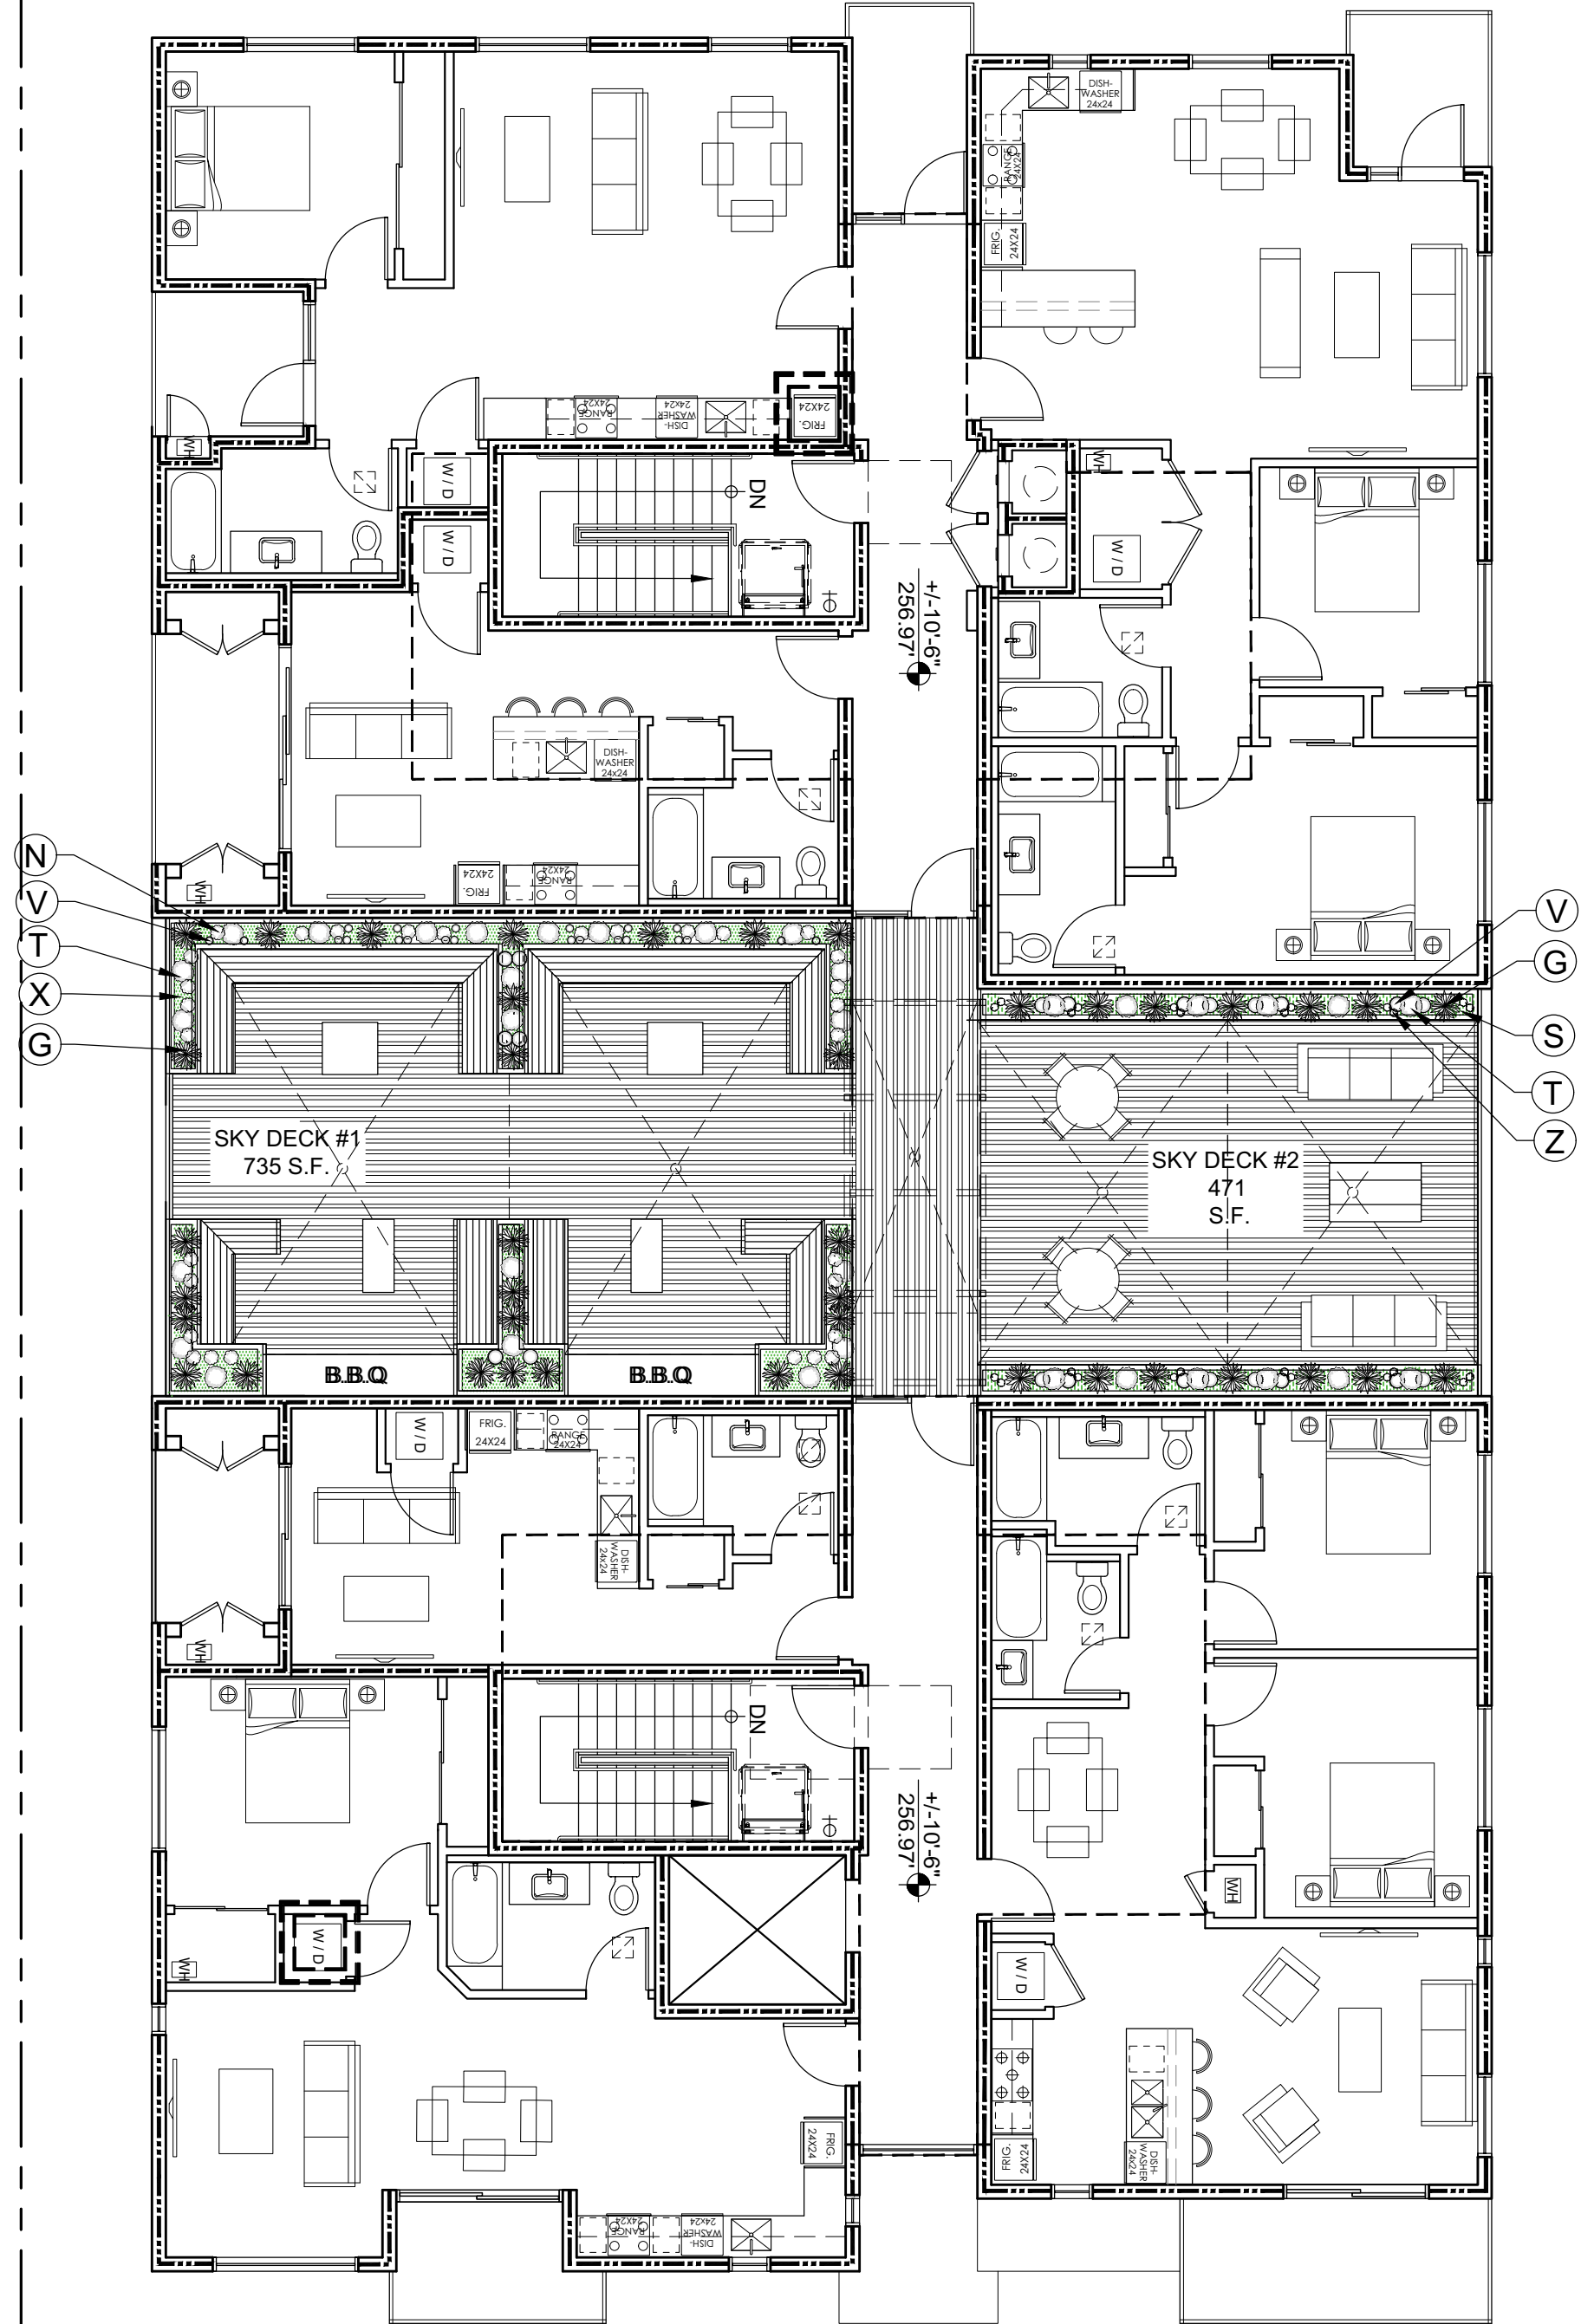 DISH-
WASHER
24x24
RANGE
24X24
FRIG.
24X24
RANGE
24X24
DISH-
WASHER
24x24
FRIG.
24X24
WH
W / D
DN
WH
W / D
W / D
+/-10'-6"
256.97'
DISH-
WASHER
24x24
FRIG.
24X24
RANGE
24X24
WH
N
V
T
X
G
V
G
S
T
Z
SKY DECK #1
735 S.F.
SKY DECK #2
471
S.F.
B.B.Q
B.B.Q
W / D
FRIG.
24X24
RANGE
24X24
DISH-
WASHER
24x24
WH
DN
+/-10'-6"
256.97'
WH
W / D
WH
W / D
FRIG.
24X24
FRIG.
24X24
DISH-
WASHER
24x24
RANGE
24X24
DISH-
WASHER
24x24